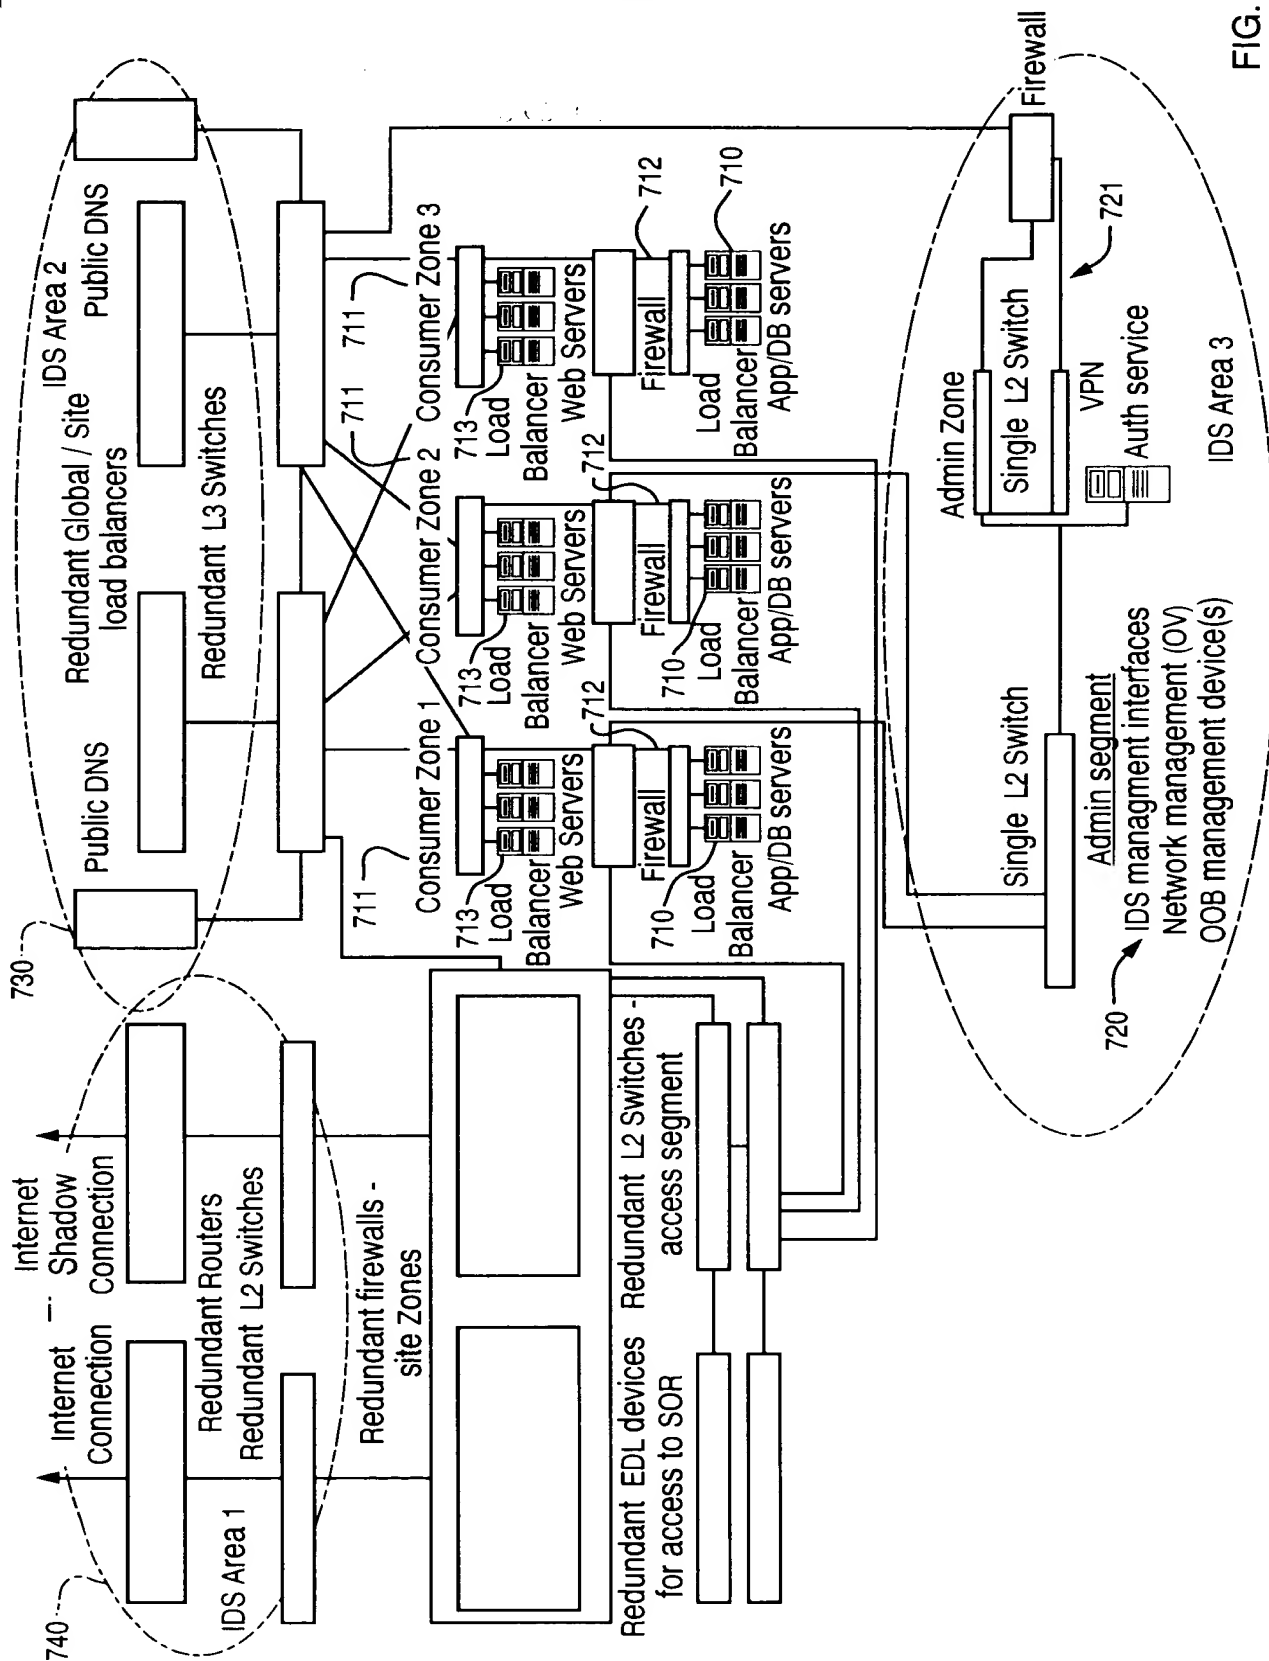 740
Internet
Connection
Internet
Shadow
Connection
Redundant Routers
Redundant L2 Switches
IDS Area 1
Redundant firewalls -
site Zones
Redundant EDL devices
for access to SOR
Redundant L2 Switches -
access segment
730
Public DNS
Redundant Global / Site
load balancers
IDS Area 2
Public DNS
Redundant L3 Switches
711
Consumer Zone 1
713
Load
Balancer
Web Servers
712
Firewall
710
Load
Balancer
App/DB servers
711
Consumer Zone 2
713
Load
Balancer
Web Servers
712
Firewall
710
Load
Balancer
App/DB servers
711
Consumer Zone 3
713
Load
Balancer
Web Servers
712
Firewall
710
Load
Balancer
App/DB servers
Single L2 Switch
720
Admin segment
IDS managment interfaces
Network management (OV)
OOB management device(s)
Admin Zone
Single L2 Switch
VPN
Auth service
721
Firewall
IDS Area 3
FIG.